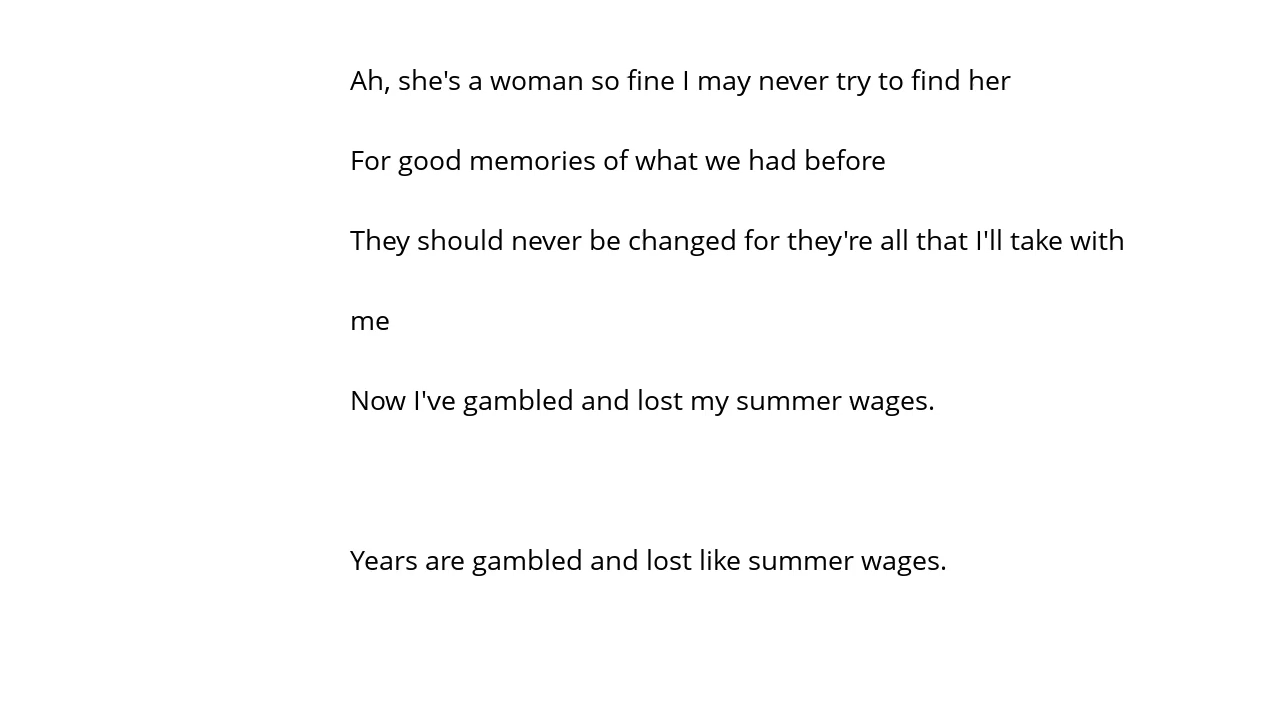 Ah, she's a woman so fine I may never try to find her
For good memories of what we had before
They should never be changed for they're all that I'll take with
me
Now I've gambled and lost my summer wages.
Years are gambled and lost like summer wages.